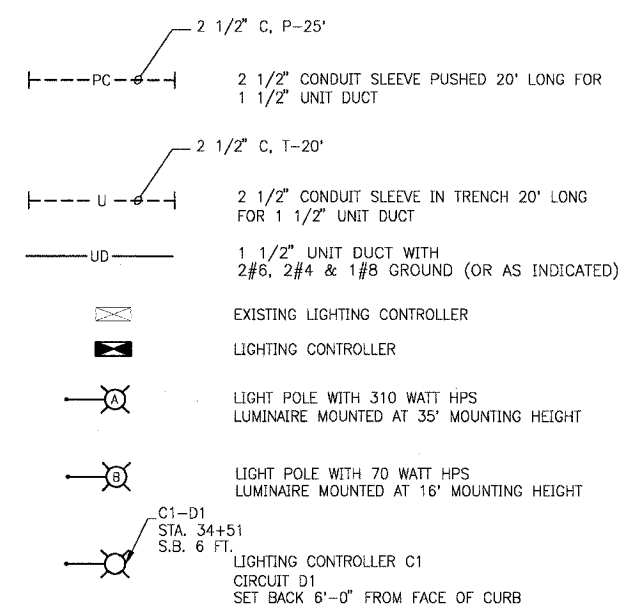 2 1/2" C, P-25'
PC
2 1/2" CONDUIT SLEEVE PUSHED 20' LONG FOR
1 1/2" UNIT DUCT
2 1/2" C, T-20'
U
2 1/2" CONDUIT SLEEVE IN TRENCH 20' LONG
FOR 1 1/2" UNIT DUCT
UD
1 1/2" UNIT DUCT WITH
2#6, 2#4 & 1#8 GROUND (OR AS INDICATED)
EXISTING LIGHTING CONTROLLER
LIGHTING CONTROLLER
A
LIGHT POLE WITH 310 WATT HPS
LUMINAIRE MOUNTED AT 35' MOUNTING HEIGHT
B
LIGHT POLE WITH 70 WATT HPS
LUMINAIRE MOUNTED AT 16' MOUNTING HEIGHT
C1-D1
STA. 34+51
S.B. 6 FT.
LIGHTING CONTROLLER C1
CIRCUIT D1
SET BACK 6'-0" FROM FACE OF CURB